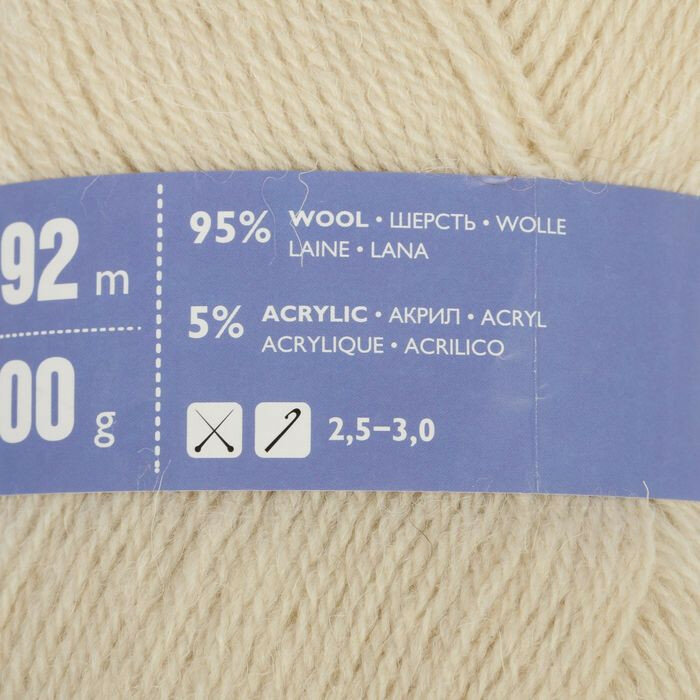 92 m
00 g
95% WOOL • ШЕРСТЬ • WOLLE
LAINE • LANA
5% ACRYLIC • АКРИЛ • ACRYL
ACRYLIQUE • ACRILICO
2,5–3,0